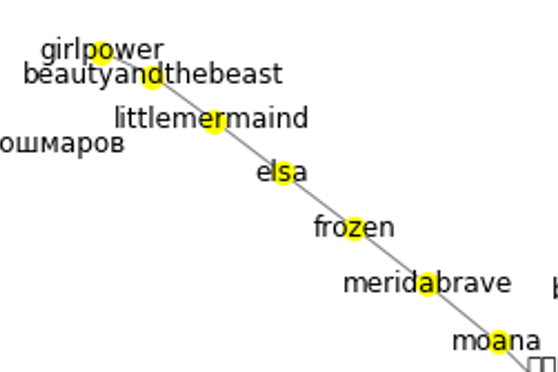 girlpower
beautyandthebeast
littlemermaind
ошмаров
elsa
frozen
meridabrave
moana